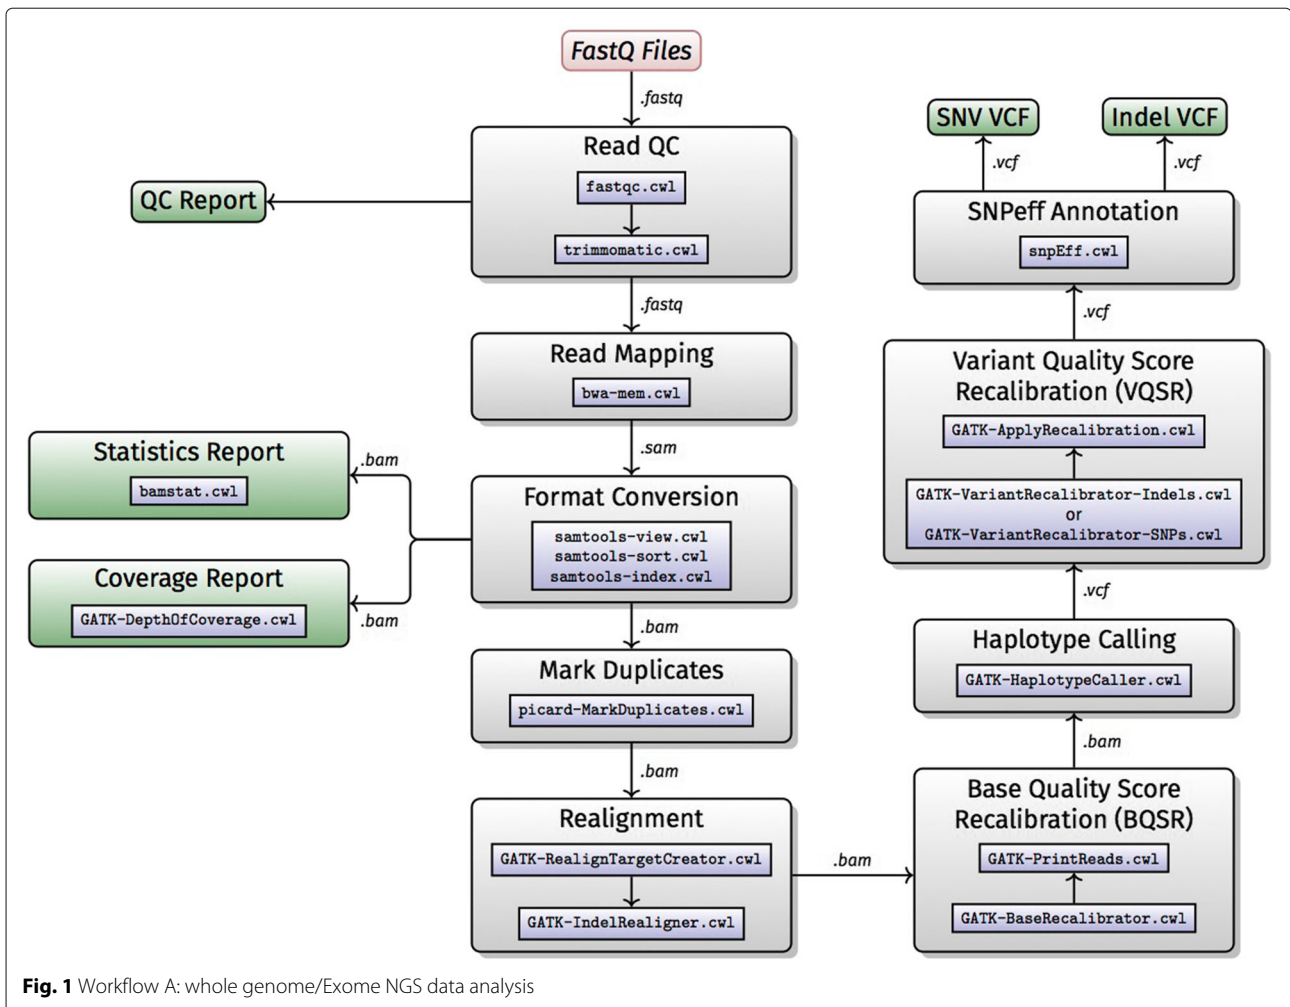 FastQ Files
.fastq
Read QC
fastqc.cwl
trimmomatic.cwl
QC Report
.fastq
Read Mapping
bwa-mem.cwl
.sam
Format Conversion
samtools-view.cwl
samtools-sort.cwl
samtools-index.cwl
.bam
Statistics Report
bamstat.cwl
.bam
Coverage Report
GATK-DepthOfCoverage.cwl
.bam
Mark Duplicates
picard-MarkDuplicates.cwl
.bam
Realignment
GATK-RealignTargetCreator.cwl
GATK-IndelRealigner.cwl
.bam
Base Quality Score
Recalibration (BQSR)
GATK-PrintReads.cwl
GATK-BaseRecalibrator.cwl
.bam
Haplotype Calling
GATK-HaplotypeCaller.cwl
.vcf
Variant Quality Score
Recalibration (VQSR)
GATK-ApplyRecalibration.cwl
GATK-VariantRecalibrator-Indels.cwl
or
GATK-VariantRecalibrator-SNPs.cwl
.vcf
SNPeff Annotation
snpEff.cwl
.vcf
.vcf
SNV VCF
Indel VCF
Fig. 1 Workflow A: whole genome/Exome NGS data analysis